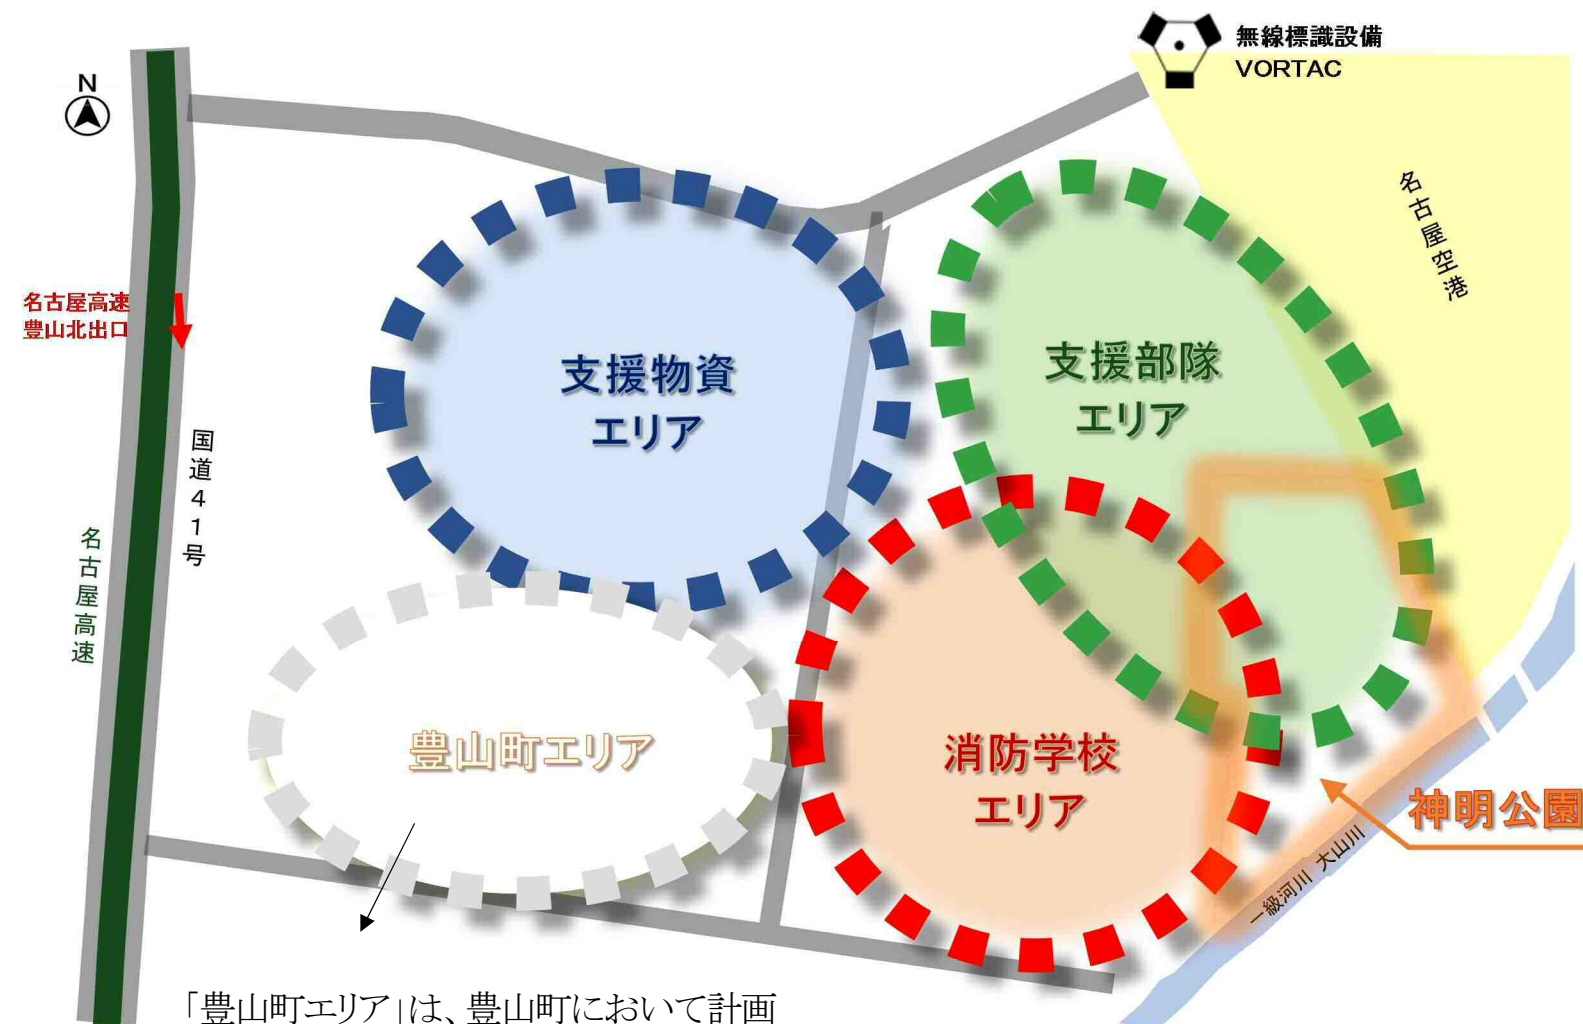 無線標識設備
VORTAC
N
名古屋空港
名古屋高速
豊山北出口
支援物資
エリア
支援部隊
エリア
国道41号
名古屋高速
豊山町エリア
消防学校
エリア
神明公園
一級河川 大山川
「豊山町エリア」は、豊山町において計画